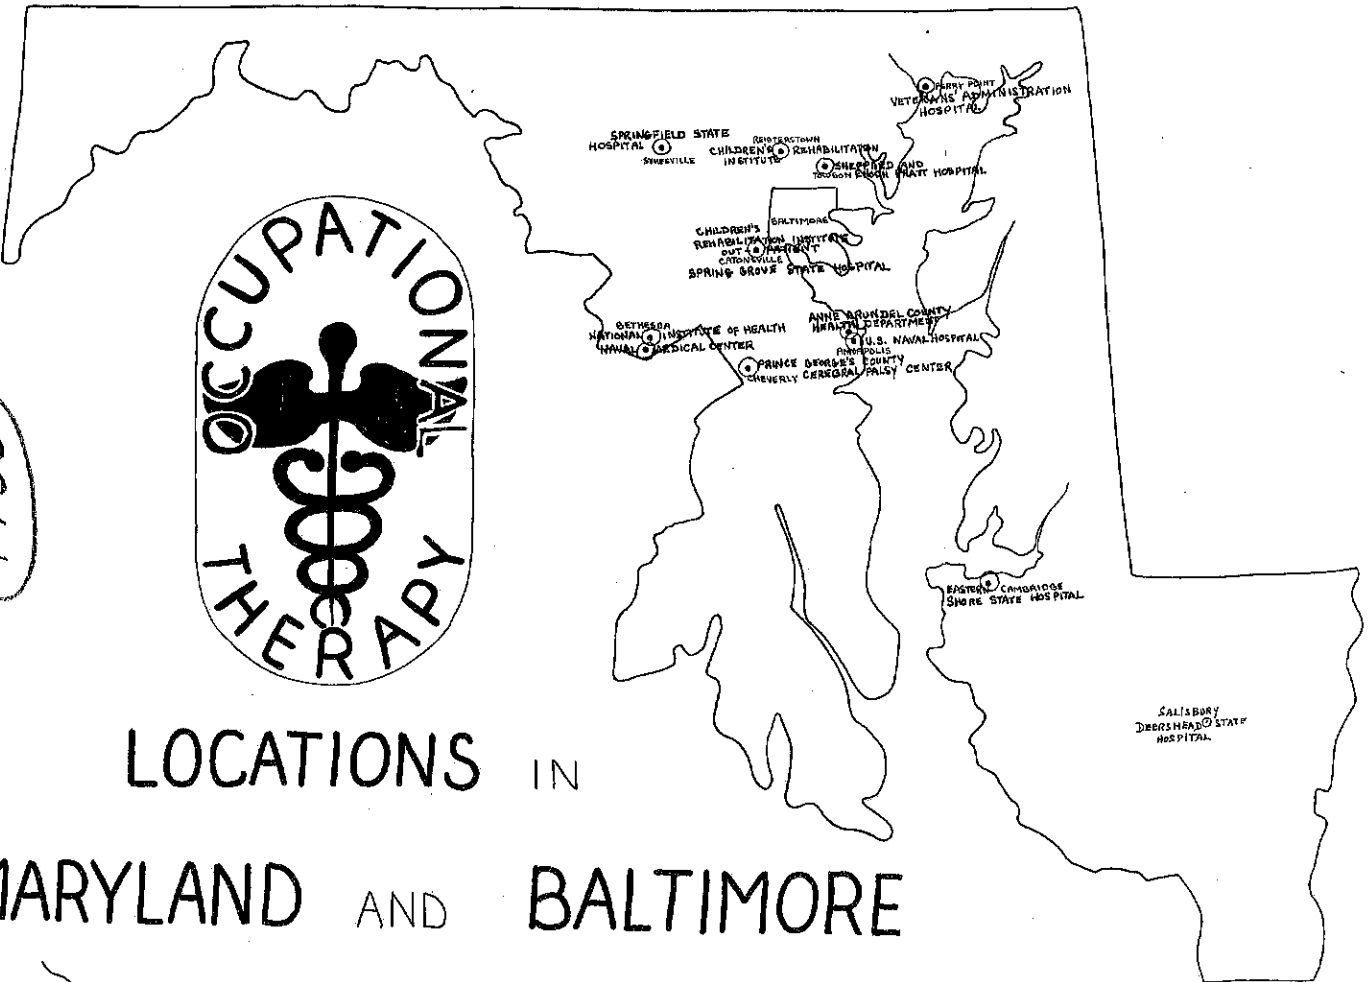 PERRY POINT
VETERANS' ADMINISTRATION
HOSPITAL
SPRINGFIELD STATE
HOSPITAL
SYKESVILLE
REISTERSTOWN
CHILDREN'S REHABILITATION
INSTITUTE
SHEPPARD AND
TOWSON ENOCH PRATT HOSPITAL
BALTIMORE
CHILDREN'S
REHABILITATION INSTITUTE
OUT-PATIENT
CATONSVILLE
SPRING GROVE STATE HOSPITAL
BETHESDA
NATIONAL INSTITUTE OF HEALTH
NAVAL MEDICAL CENTER
ANNE ARUNDEL COUNTY
HEALTH DEPARTMENT
U.S. NAVAL HOSPITAL
ANNAPOLIS
PRINCE GEORGE'S COUNTY
CHEVERLY CEREBRAL PALSY CENTER
EASTERN CAMBRIDGE
SHORE STATE HOSPITAL
SALISBURY
DEERSHEAD STATE
HOSPITAL
OCCUPATIONAL
THERAPY
LOCATIONS IN
MARYLAND AND BALTIMORE